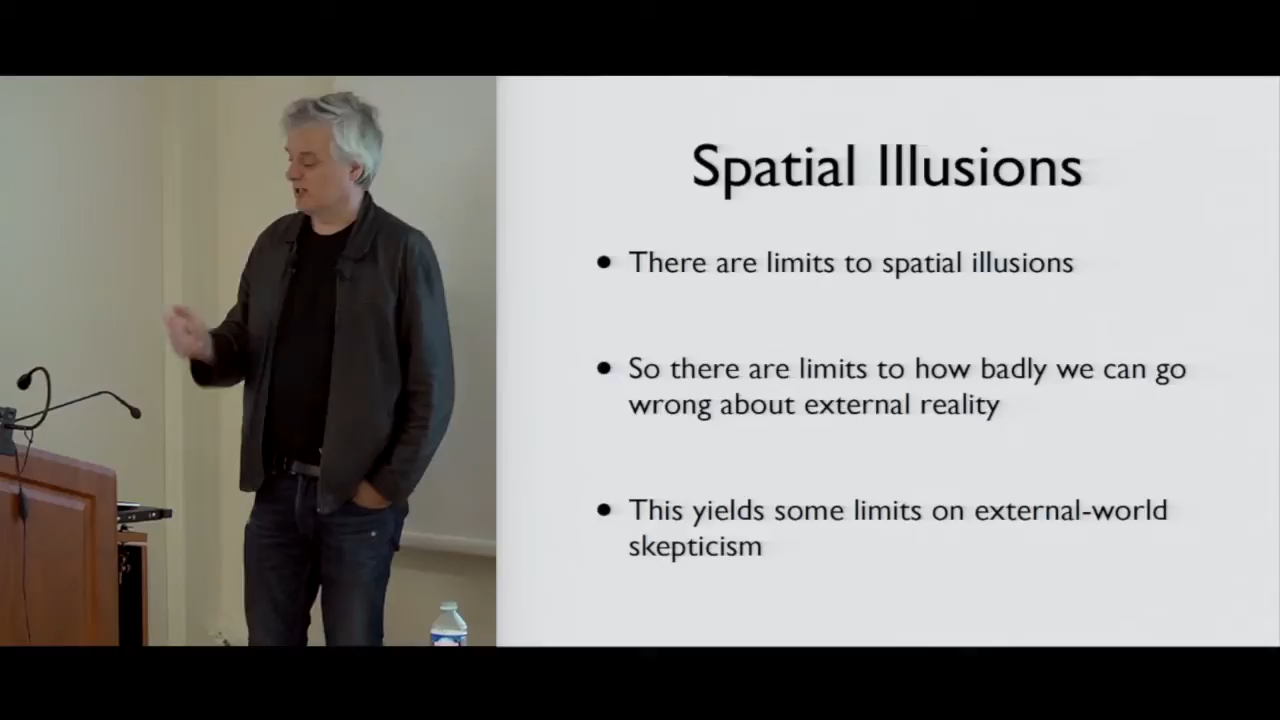 Spatial Illusions
• There are limits to spatial illusions
• So there are limits to how badly we can go
wrong about external reality
• This yields some limits on external-world
skepticism